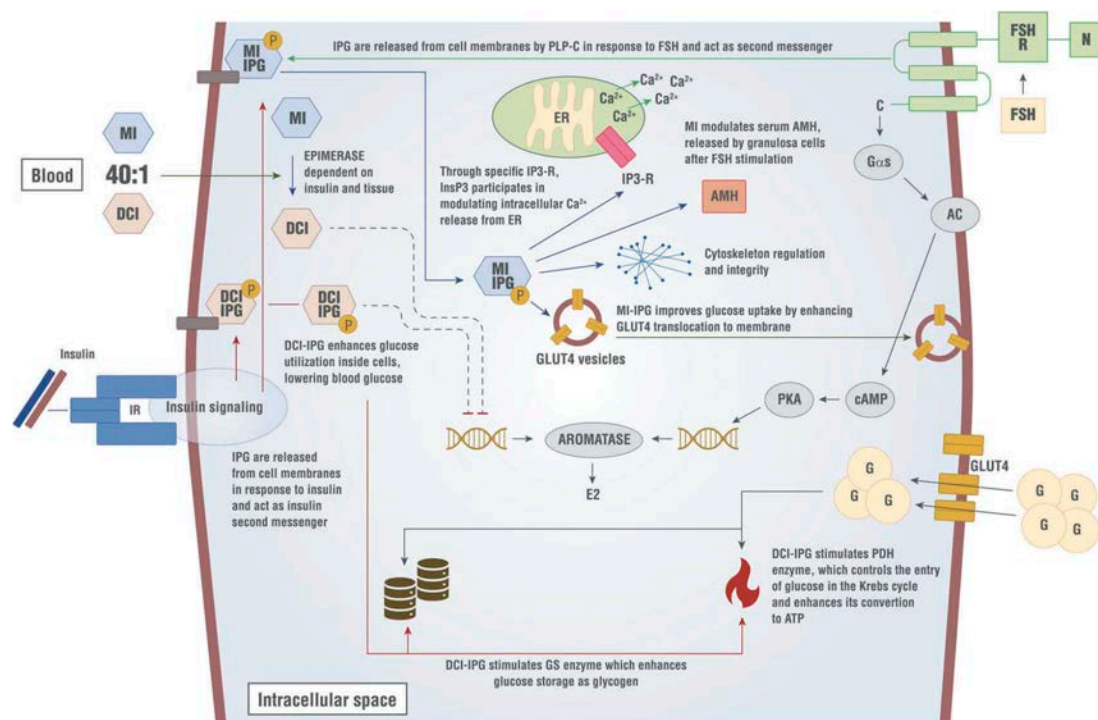 P
MI
IPG
IPG are released from cell membranes by PLP-C in response to FSH and act as second messenger
FSH
R
N
FSH
C
Gαs
AC
MI
40:1
DCI
Blood
MI
EPIMERASE
dependent on
insulin and tissue
DCI
ER
Ca²⁺
Ca²⁺
Ca²⁺
Ca²⁺
Ca²⁺
IP3-R
Through specific IP3-R,
InsP3 participates in
modulating intracellular Ca²⁺
release from ER
MI modulates serum AMH,
released by granulosa cells
after FSH stimulation
AMH
MI
IPG
P
Cytoskeleton regulation
and integrity
DCI
IPG
P
DCI
IPG
P
MI-IPG improves glucose uptake by enhancing
GLUT4 translocation to membrane
GLUT4 vesicles
DCI-IPG enhances glucose
utilization inside cells,
lowering blood glucose
Insulin
IR
Insulin signaling
PKA
cAMP
AROMATASE
E2
IPG are released
from cell membranes
in response to insulin
and act as insulin
second messenger
GLUT4
G
G
G
G
G
G
G
DCI-IPG stimulates PDH
enzyme, which controls the
entry of glucose in the Krebs cycle
and enhances its convertion
to ATP
DCI-IPG stimulates GS enzyme which enhances
glucose storage as glycogen
Intracellular space